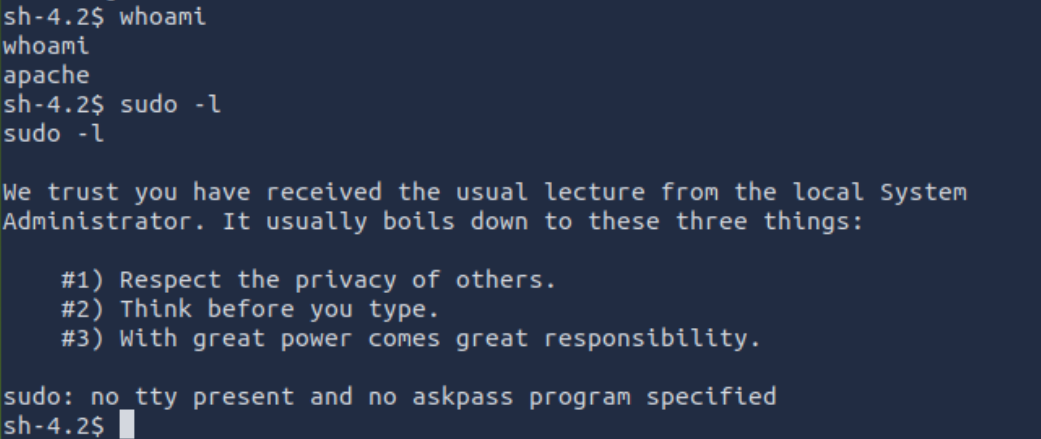 sh-4.2$ whoami
whoami
apache
sh-4.2$ sudo -l
sudo -l
We trust you have received the usual lecture from the local System
Administrator. It usually boils down to these three things:
#1) Respect the privacy of others.
#2) Think before you type.
#3) With great power comes great responsibility.
sudo: no tty present and no askpass program specified
sh-4.2$